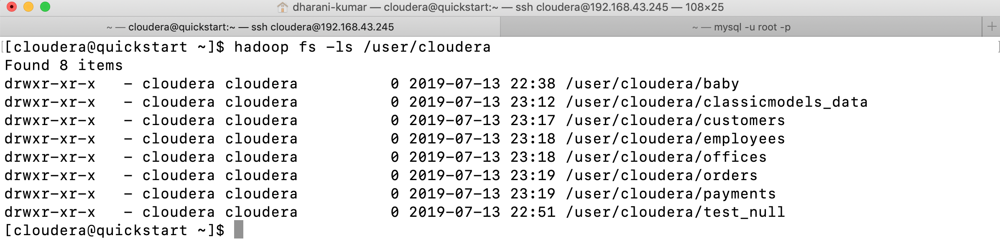 dharani-kumar — cloudera@quickstart:~ — ssh cloudera@192.168.43.245 — 108×25
~ — cloudera@quickstart:~ — ssh cloudera@192.168.43.245
~ — mysql -u root -p
[cloudera@quickstart ~]$ hadoop fs -ls /user/cloudera
Found 8 items
drwxr-xr-x   - cloudera cloudera          0 2019-07-13 22:38 /user/cloudera/baby
drwxr-xr-x   - cloudera cloudera          0 2019-07-13 23:12 /user/cloudera/classicmodels_data
drwxr-xr-x   - cloudera cloudera          0 2019-07-13 23:17 /user/cloudera/customers
drwxr-xr-x   - cloudera cloudera          0 2019-07-13 23:18 /user/cloudera/employees
drwxr-xr-x   - cloudera cloudera          0 2019-07-13 23:18 /user/cloudera/offices
drwxr-xr-x   - cloudera cloudera          0 2019-07-13 23:19 /user/cloudera/orders
drwxr-xr-x   - cloudera cloudera          0 2019-07-13 23:19 /user/cloudera/payments
drwxr-xr-x   - cloudera cloudera          0 2019-07-13 22:51 /user/cloudera/test_null
[cloudera@quickstart ~]$